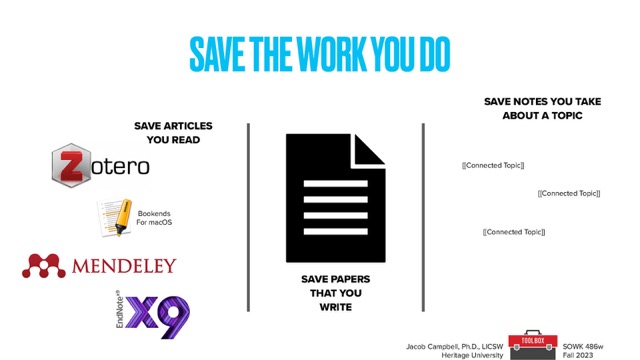 SAVE THE WORK YOU DO
SAVE ARTICLES
YOU READ
Zotero
Bookends
For macOS
MENDELEY
EndNote X9
X9
SAVE PAPERS
THAT YOU
WRITE
SAVE NOTES YOU TAKE
ABOUT A TOPIC
[[Connected Topic]]
[[Connected Topic]]
[[Connected Topic]]
Jacob Campbell, Ph.D., LICSW
Heritage University
TOOLBOX
SOWK 486w
Fall 2023